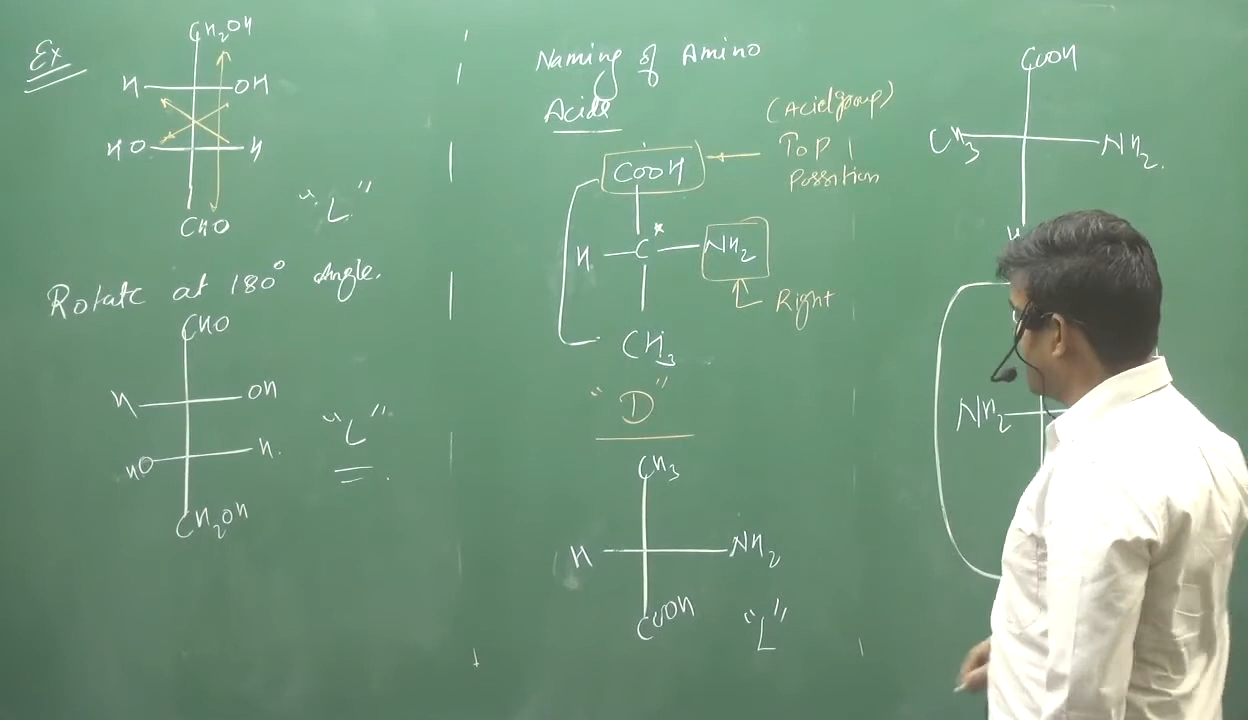 Ex
CH₂OH
H OH
HO H
CHO
"L"
Rotate at 180° Angle.
CHO
H OH
HO H.
CH₂OH
"L"
Naming of Amino
Acids
(Acid group)
Top
Possition
COOH
H C* NH₂
Right
CH₃
"D"
CH₃
H NH₂
COOH
"L"
COOH
CH₃ NH₂.
H
NH₂